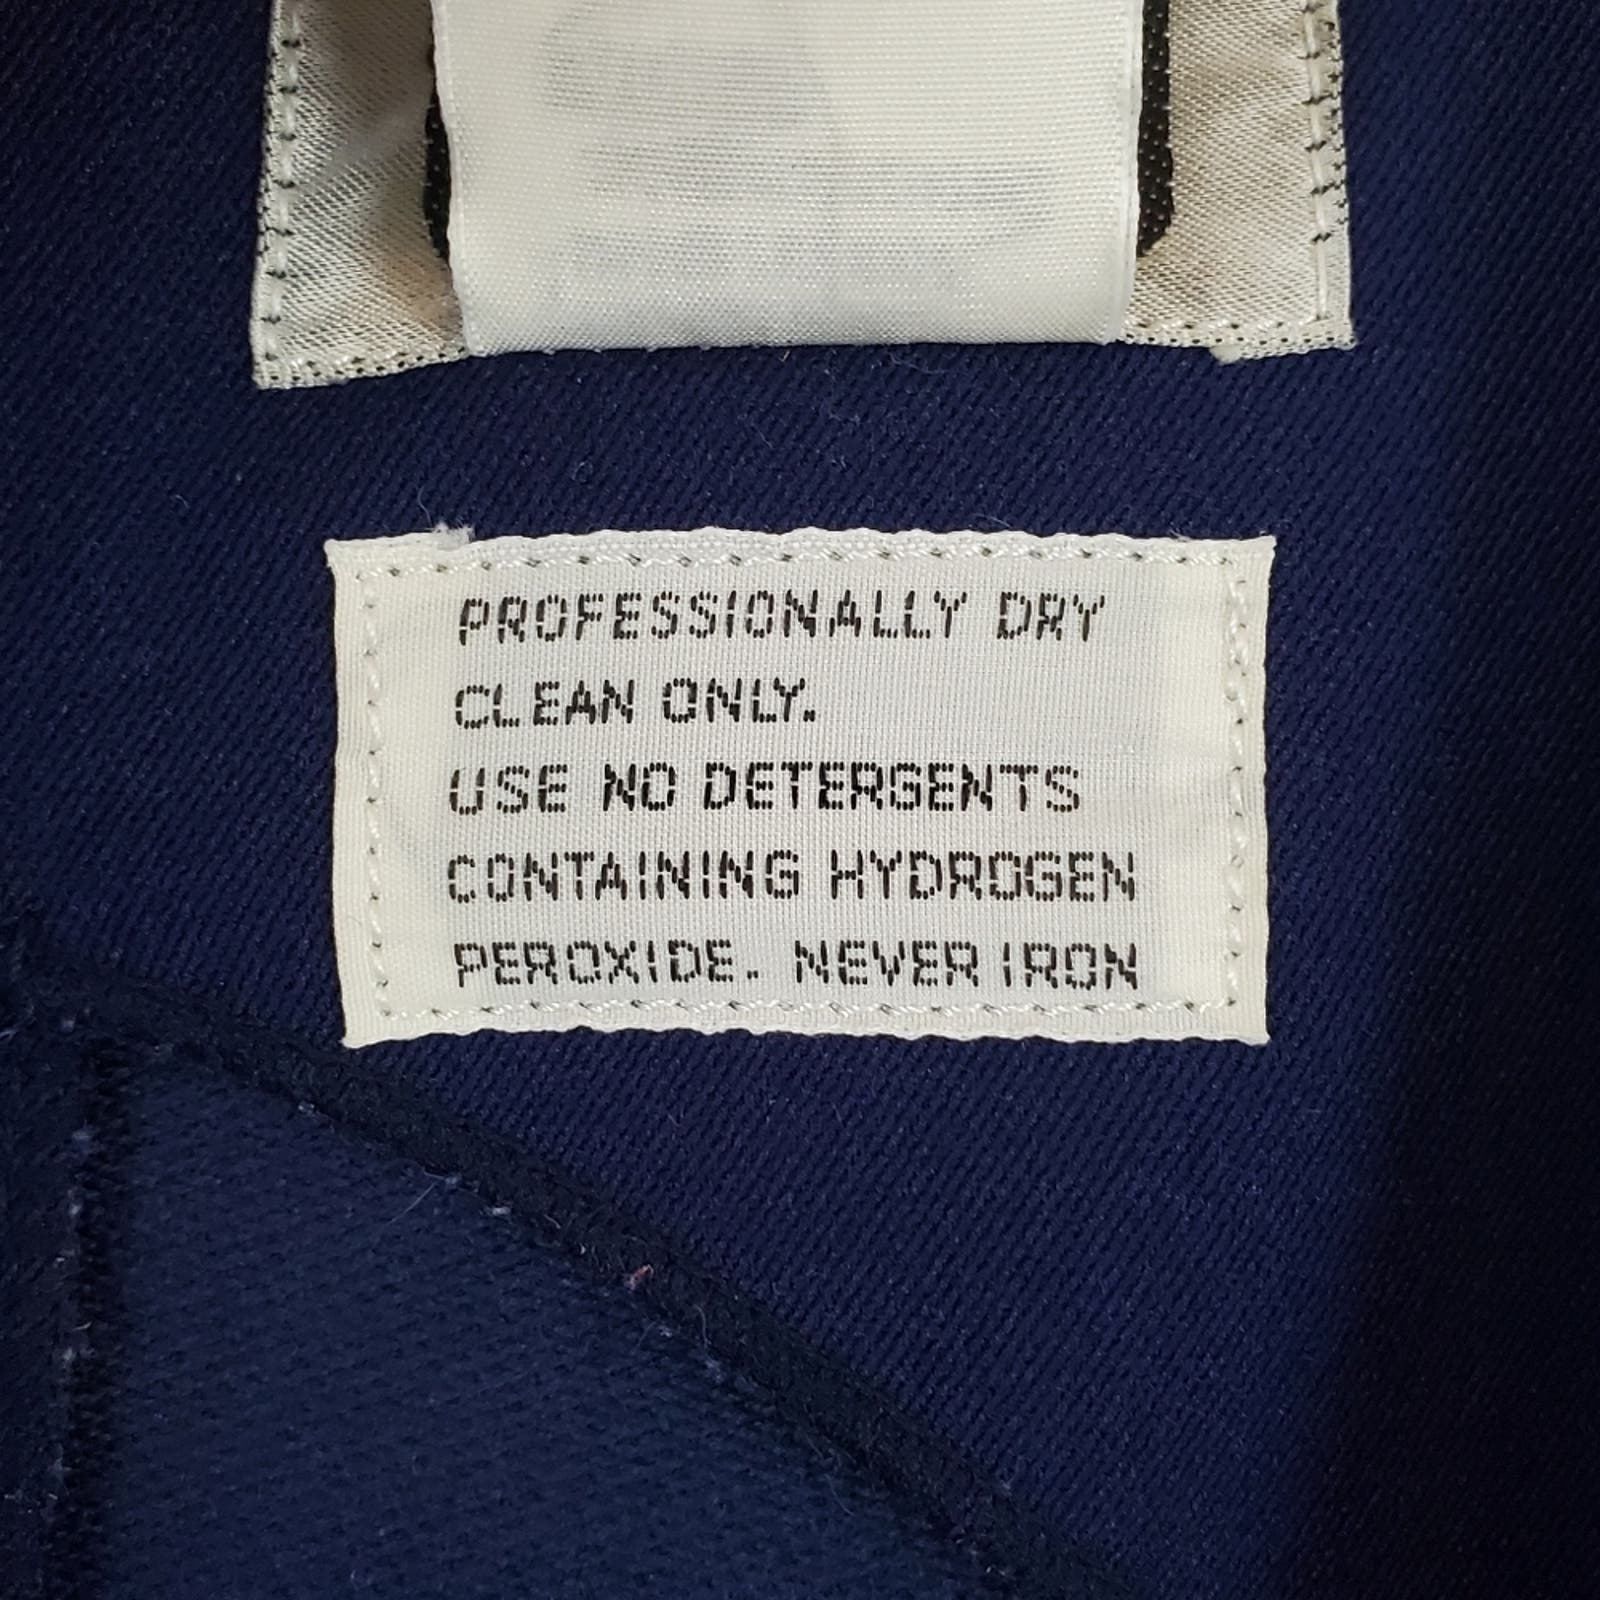 PROFESSIONALLY DRY
CLEAN ONLY.
USE NO DETERGENTS
CONTAINING HYDROGEN
PEROXIDE. NEVER IRON